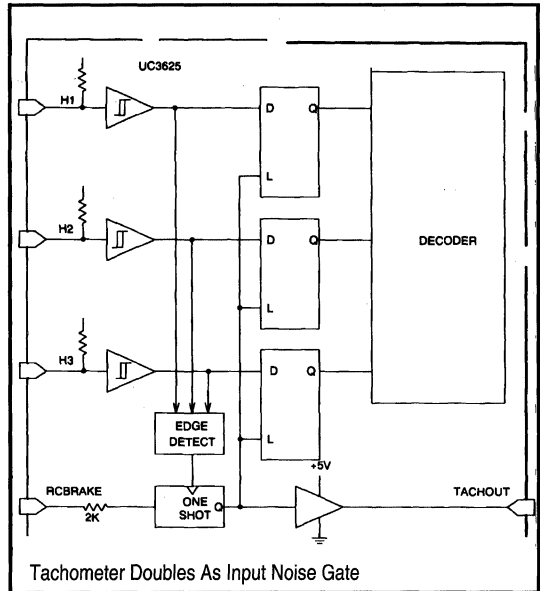 UC3625
H1
D Q
L
H2
D Q
DECODER
L
H3
D Q
EDGE
DETECT
L
+5V
RCBRAKE
ONE
SHOT
Q
TACHOUT
2K
Tachometer Doubles As Input Noise Gate